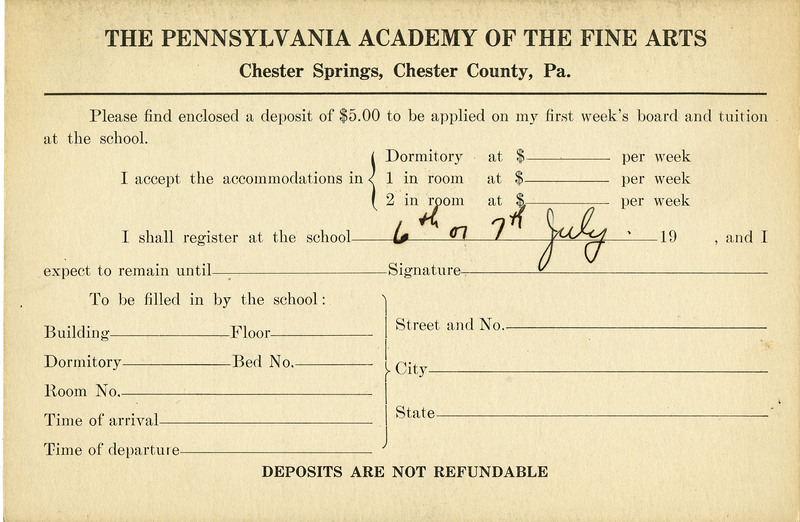 THE PENNSYLVANIA ACADEMY OF THE FINE ARTS
Chester Springs, Chester County, Pa.
Please find enclosed a deposit of $5.00 to be applied on my first week's board and tuition
at the school.
Dormitory at $ per week
I accept the accommodations in { 1 in room at $ per week
2 in room at $ per week
I shall register at the school 6th or 7th July. 19 , and I
expect to remain until Signature
To be filled in by the school:
Building Floor
Dormitory Bed No.
Room No.
Time of arrival
Time of departure
Street and No.
City
State
DEPOSITS ARE NOT REFUNDABLE